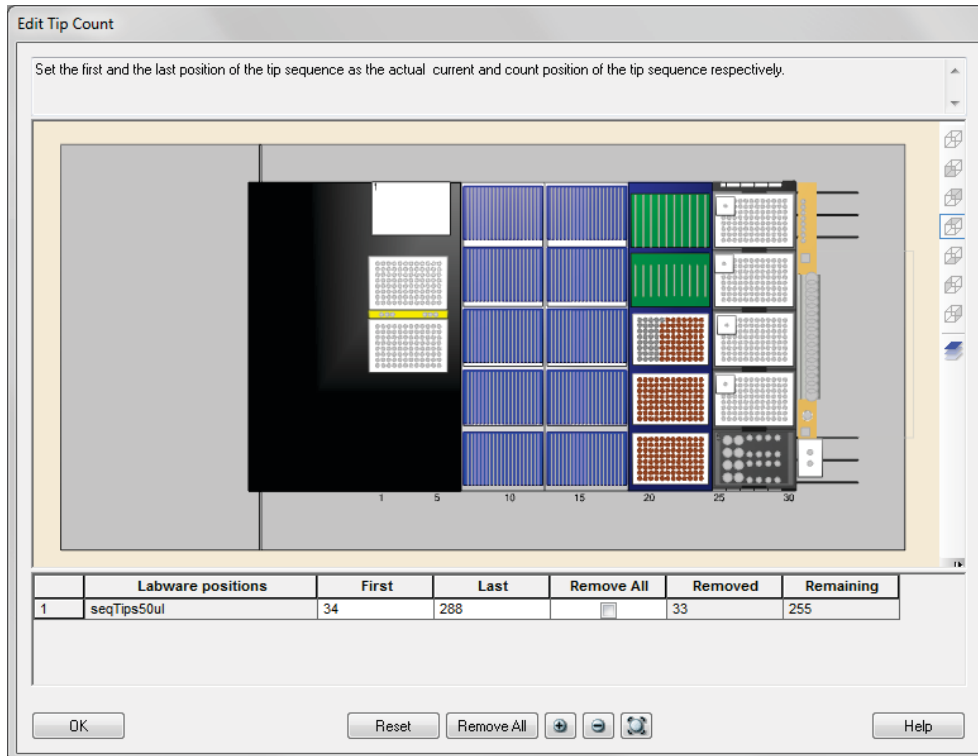 Edit Tip Count
Set the first and the last position of the tip sequence as the actual current and count position of the tip sequence respectively.
1 5 10 15 20 25 30
Labware positions First Last Remove All Removed Remaining
1 seqTips50ul 34 288 33 255
OK Reset Remove All Help